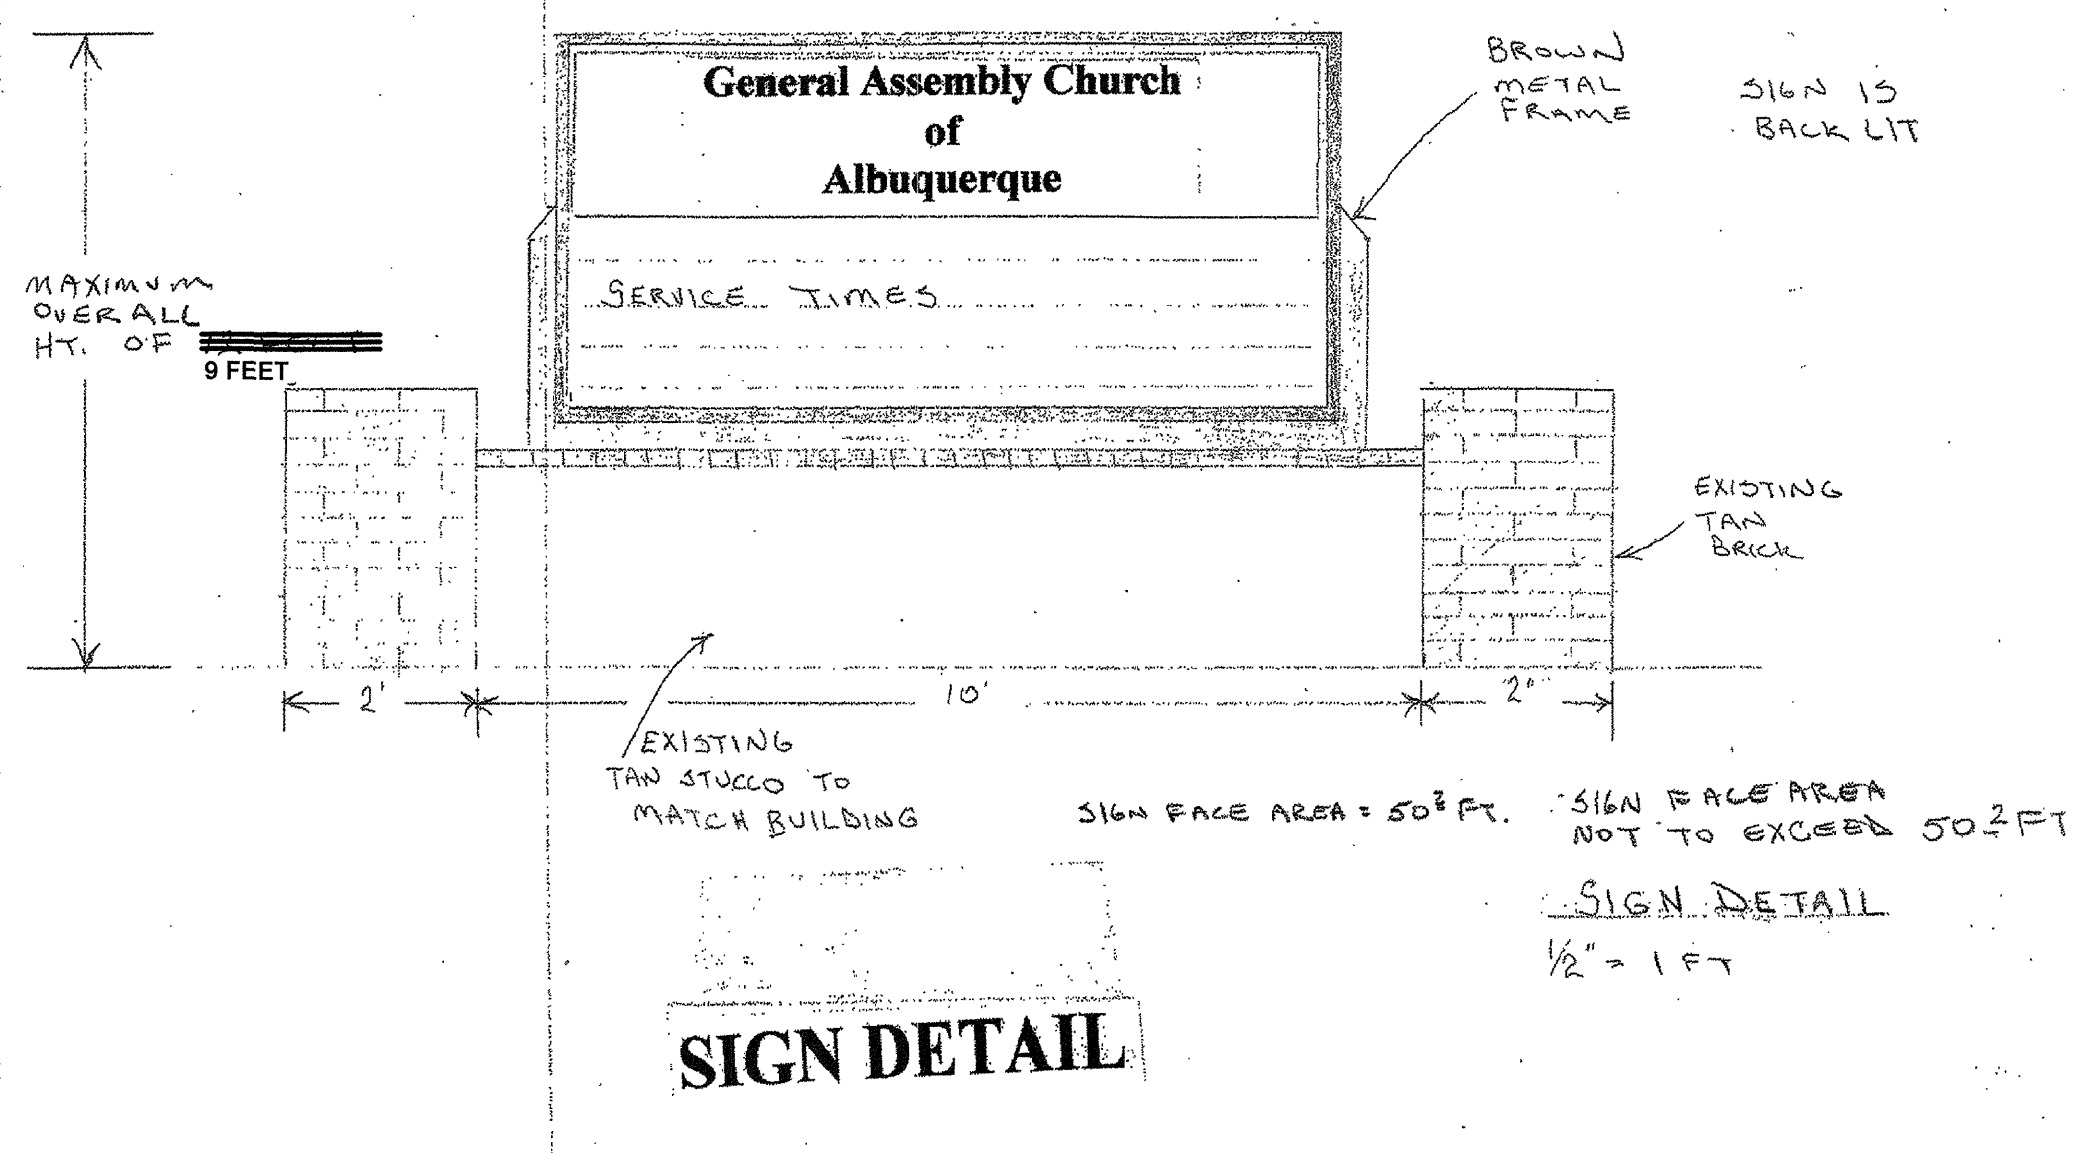 General Assembly Church
of
Albuquerque
SERVICE TIMES
BROWN
METAL
FRAME
SIGN IS
BACK LIT
MAXIMUM
OVERALL
HT. OF
9 FEET
EXISTING
TAN
BRICK
2'
10'
2"
EXISTING
TAN STUCCO TO
MATCH BUILDING
SIGN FACE AREA = 50² FT.
SIGN FACE AREA
NOT TO EXCEED 50² FT
SIGN DETAIL
1/2" = 1 FT
SIGN DETAIL